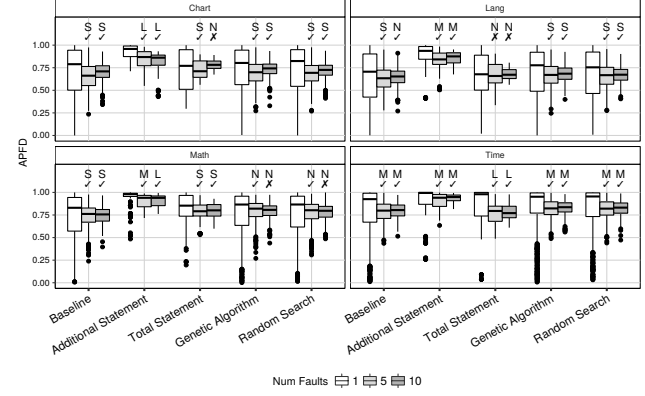 Chart Lang
S S L L S N S S S S S N M M N N S S S S
✓ ✓ ✓ ✓ ✓ ✗ ✓ ✓ ✓ ✓ ✓ ✓ ✓ ✓ ✗ ✗ ✓ ✓ ✓ ✓
1.00
0.75
0.50
0.25
0.00
APFD
Math Time
S S M L S S N N N N M M M M L L M M M M
✓ ✓ ✓ ✓ ✓ ✓ ✓ ✗ ✓ ✗ ✓ ✓ ✓ ✓ ✓ ✓ ✓ ✓ ✓ ✓
1.00
0.75
0.50
0.25
0.00
Baseline Additional Statement Total Statement Genetic Algorithm Random Search Baseline Additional Statement Total Statement Genetic Algorithm Random Search
Num Faults 1 5 10